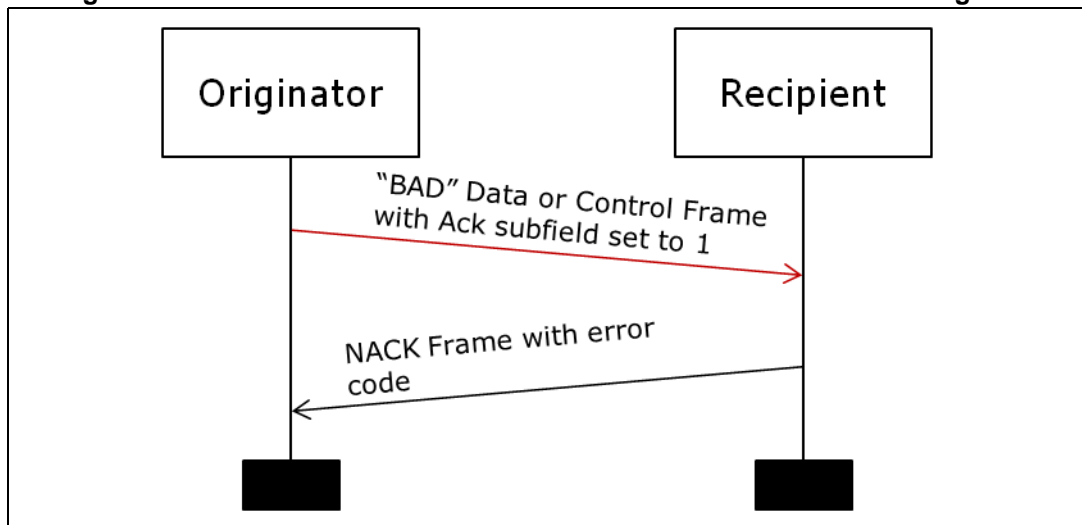 Originator
Recipient
“BAD” Data or Control Frame
with Ack subfield set to 1
NACK Frame with error
code